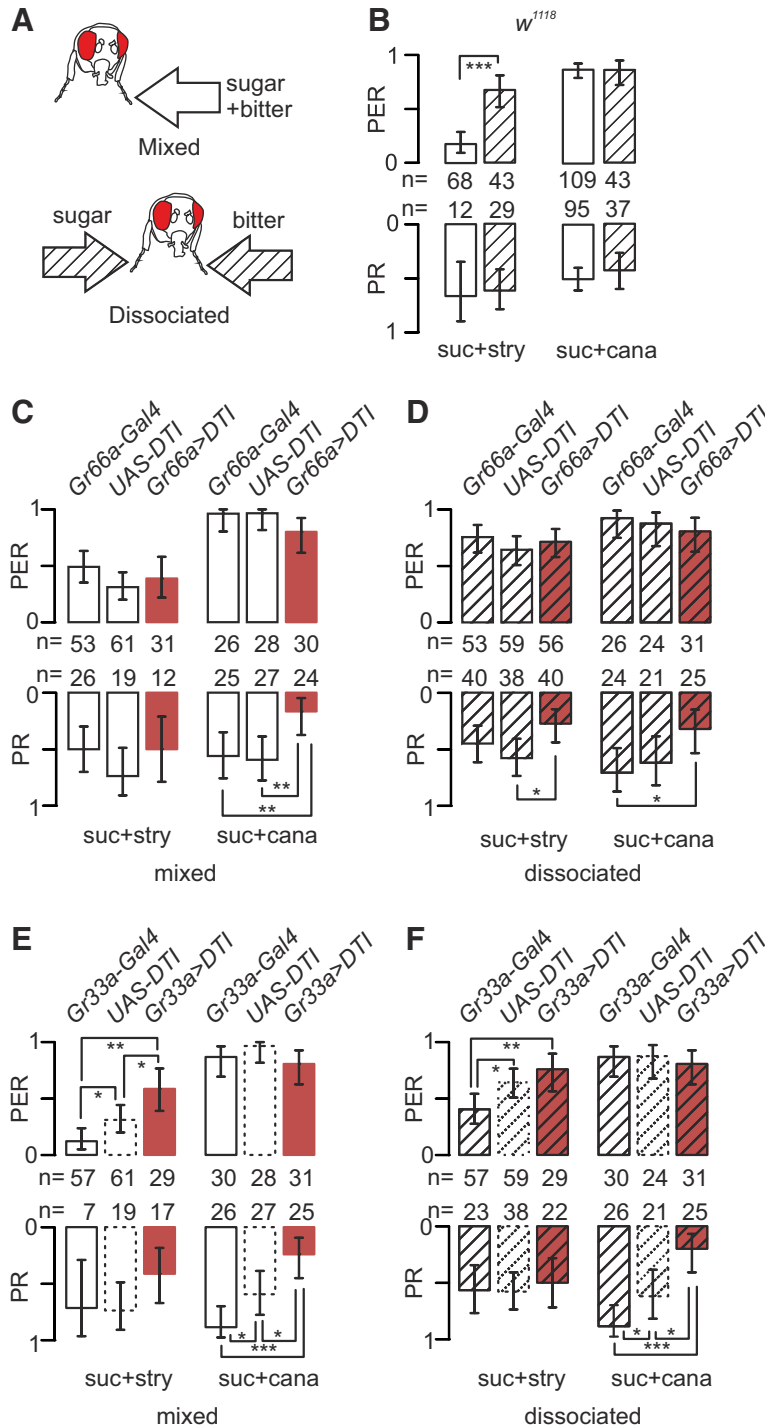 A
sugar
+bitter
Mixed
sugar
bitter
Dissociated
B
w1118
1
***
PER
0
n= 68 43 109 43
n= 12 29 95 37
0
PR
1
suc+stry suc+cana
C
Gr66a-Gal4 UAS-DTI Gr66a>DTI Gr66a-Gal4 UAS-DTI Gr66a>DTI
1
PER
0
n= 53 61 31 26 28 30
n= 26 19 12 25 27 24
0
PR
**
**
1
suc+stry suc+cana
mixed
D
Gr66a-Gal4 UAS-DTI Gr66a>DTI Gr66a-Gal4 UAS-DTI Gr66a>DTI
1
PER
0
n= 53 59 56 26 24 31
n= 40 38 40 24 21 25
0
PR
* *
1
suc+stry suc+cana
dissociated
E
Gr33a-Gal4 UAS-DTI Gr33a>DTI Gr33a-Gal4 UAS-DTI Gr33a>DTI
1
**
* *
PER
0
n= 57 61 29 30 28 31
n= 7 19 17 26 27 25
0
PR
* *
***
1
suc+stry suc+cana
mixed
F
Gr33a-Gal4 UAS-DTI Gr33a>DTI Gr33a-Gal4 UAS-DTI Gr33a>DTI
1
**
*
PER
0
n= 57 59 29 30 24 31
n= 23 38 22 26 21 25
0
PR
* *
***
1
suc+stry suc+cana
dissociated